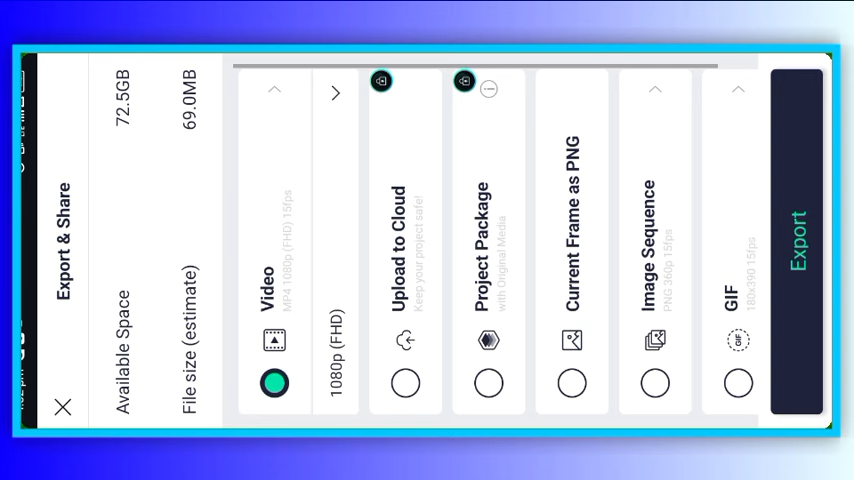 Export & Share
Available Space 72.5GB
File size (estimate) 69.0MB
Video
MP4 1080p (FHD) 15fps
1080p (FHD)
Upload to Cloud
Keep your project safe!
Project Package
with Original Media
Current Frame as PNG
Image Sequence
PNG 360p 15fps
GIF
GIF
180x390 15fps
Export